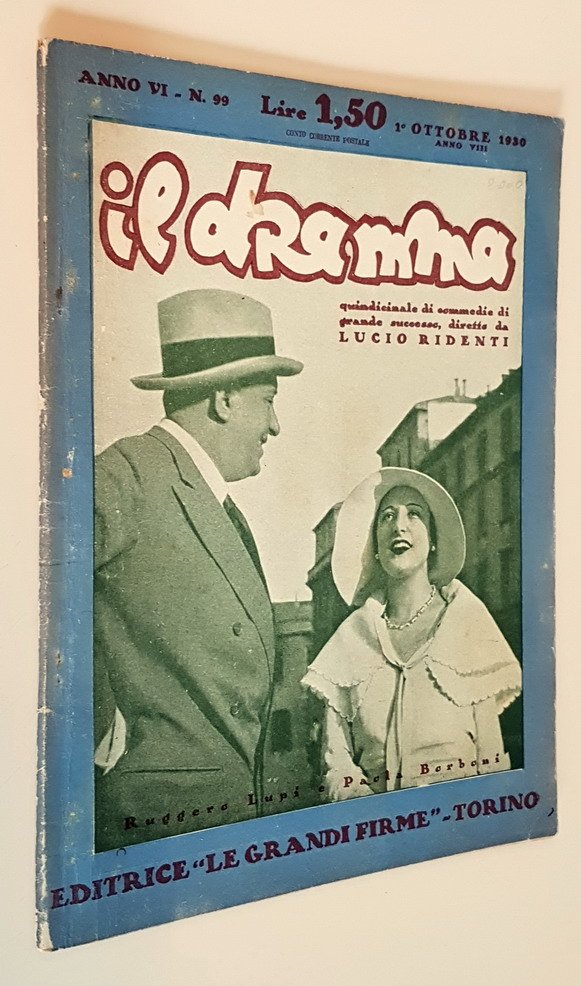 ANNO VI - N. 99 Lire 1,50 1º OTTOBRE 1930
CONTO CORRENTE POSTALE ANNO VIII
il dramma
quindicinale di commedie di
grande successo, diretto da
LUCIO RIDENTI
Ruggero Lupi e Paola Borboni
EDITRICE "LE GRANDI FIRME" - TORINO